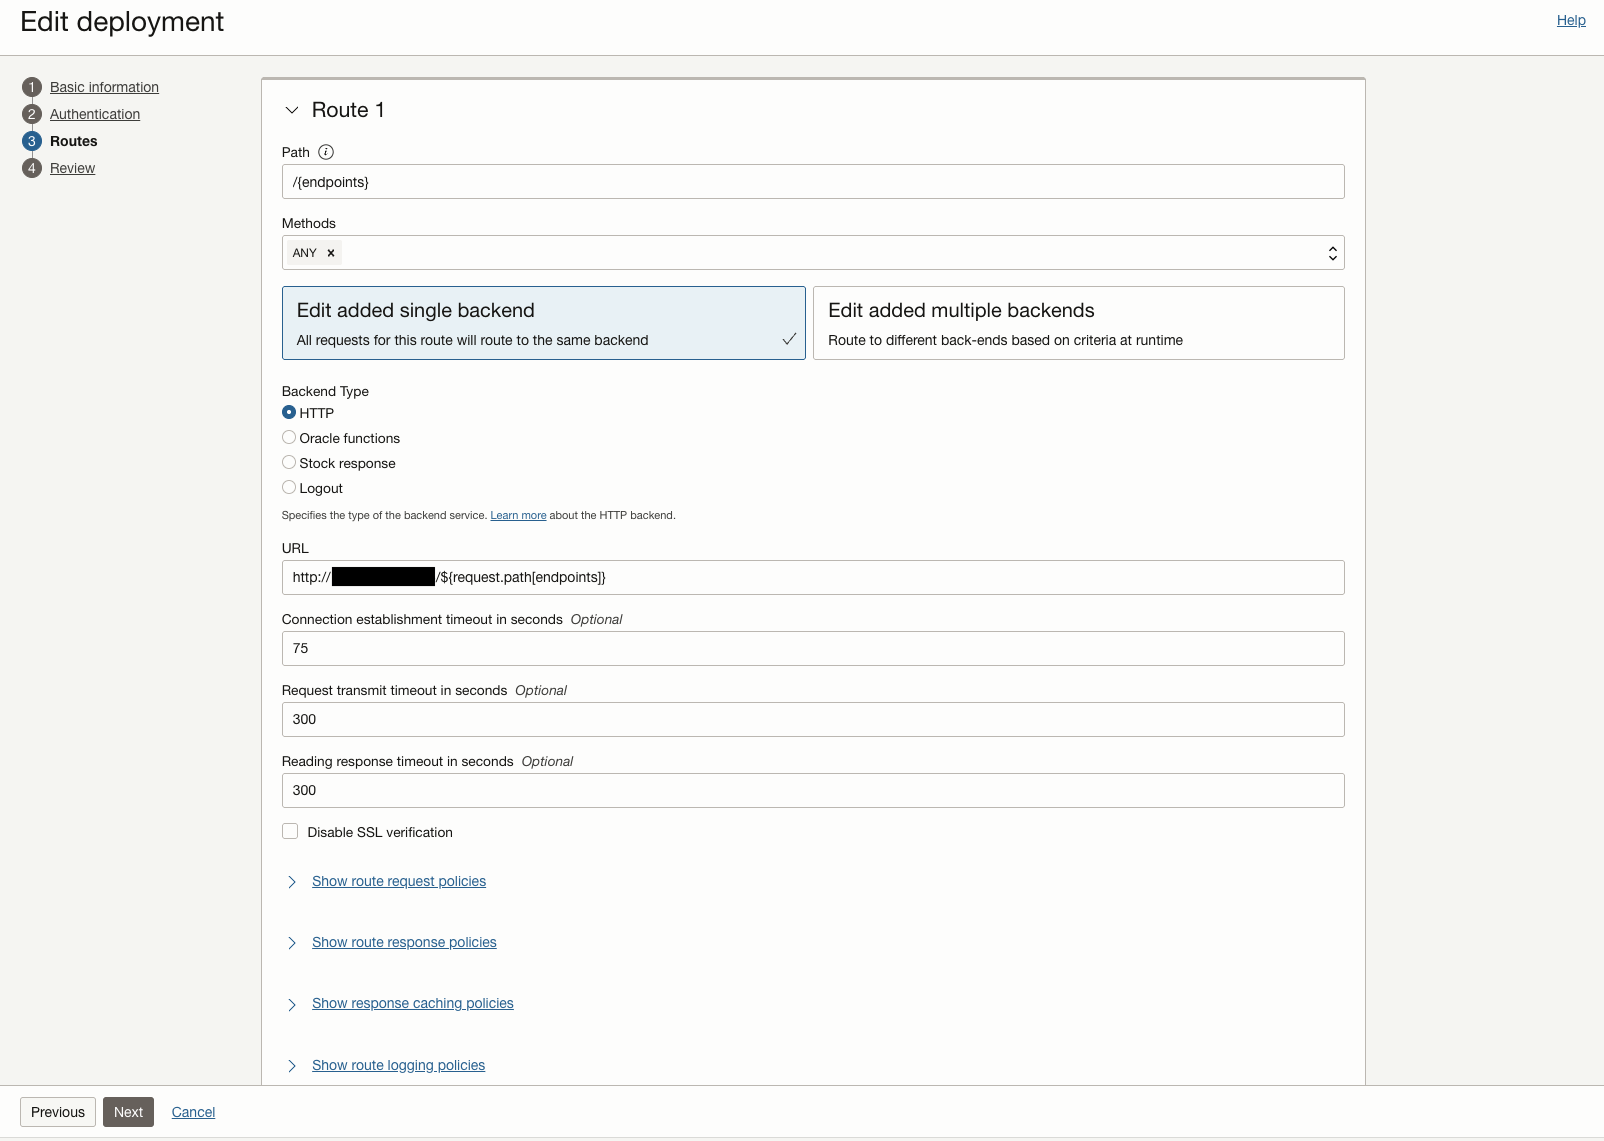 Edit deployment
Help
1 Basic information
2 Authentication
3 Routes
4 Review
Route 1
Path i
/{endpoints}
Methods
ANY ×
Edit added single backend
All requests for this route will route to the same backend
Edit added multiple backends
Route to different back-ends based on criteria at runtime
Backend Type
HTTP
Oracle functions
Stock response
Logout
Specifies the type of the backend service. Learn more about the HTTP backend.
URL
http:// /${request.path[endpoints]}
Connection establishment timeout in seconds Optional
75
Request transmit timeout in seconds Optional
300
Reading response timeout in seconds Optional
300
Disable SSL verification
Show route request policies
Show route response policies
Show response caching policies
Show route logging policies
Previous Next Cancel